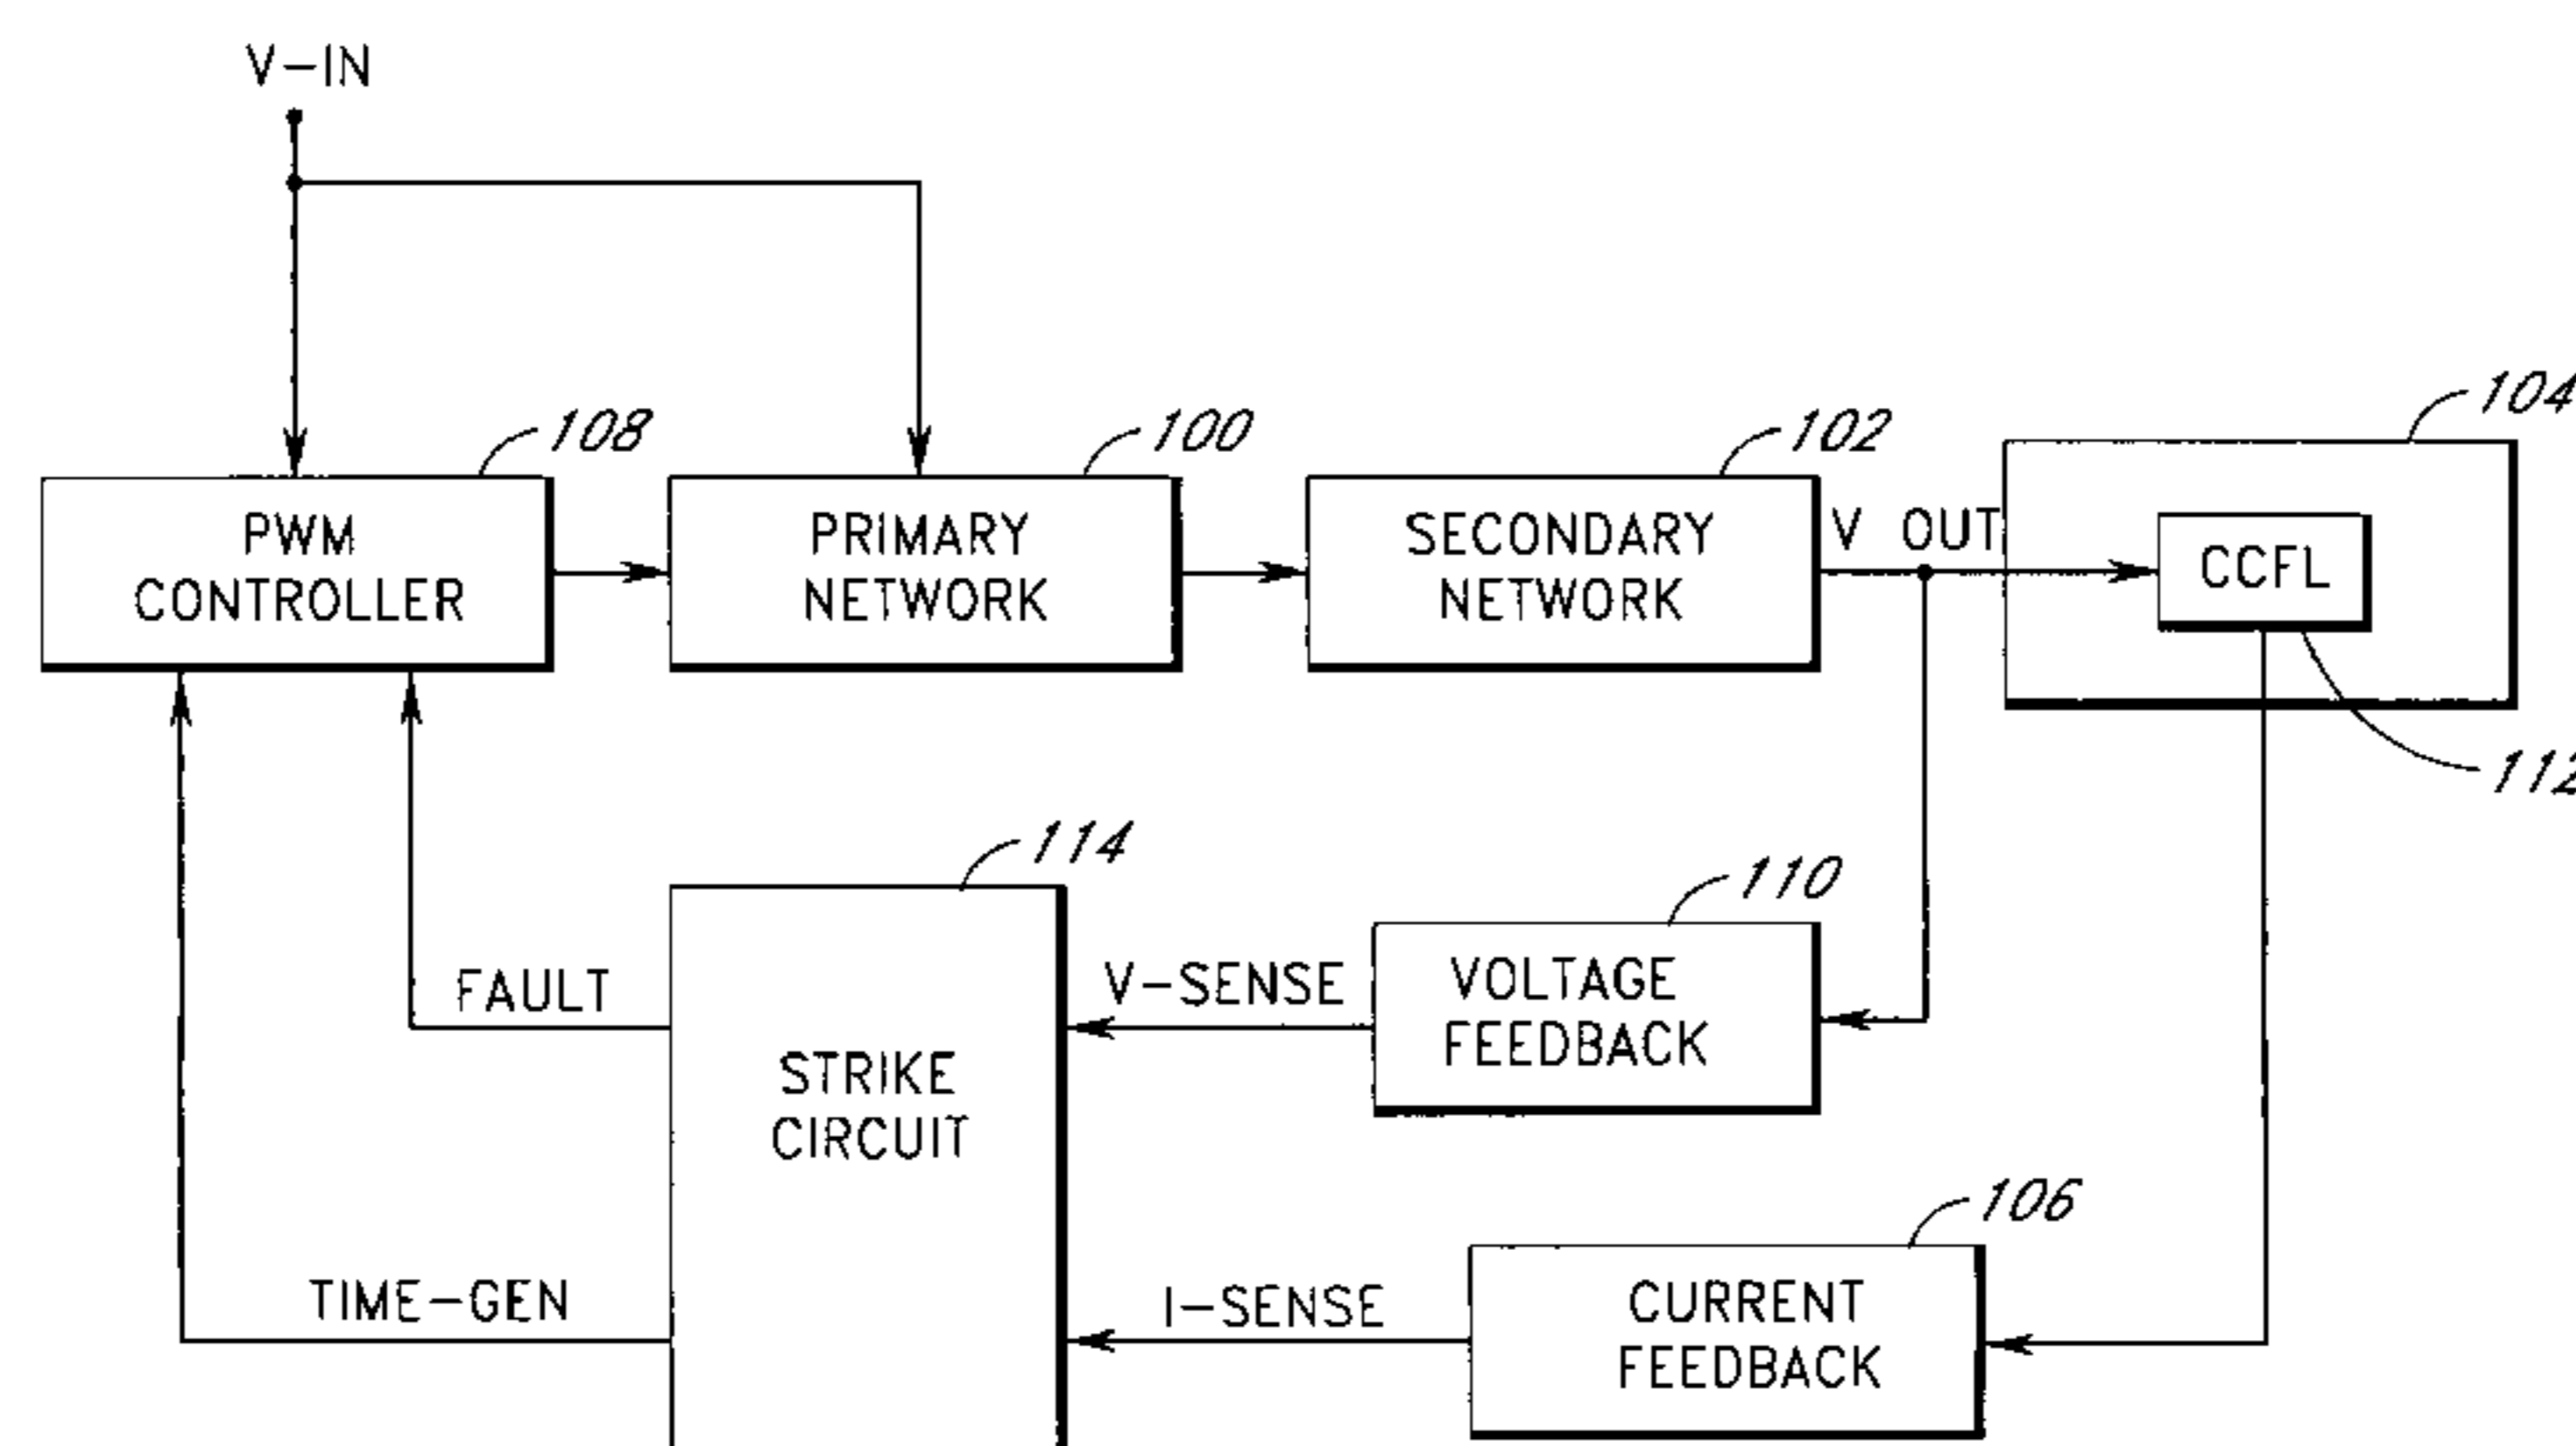 V-IN
108
100
102
104
PWM
CONTROLLER
PRIMARY
NETWORK
SECONDARY
NETWORK
V OUT
CCFL
112
114
110
FAULT
V-SENSE
VOLTAGE
FEEDBACK
STRIKE
CIRCUIT
106
TIME-GEN
I-SENSE
CURRENT
FEEDBACK